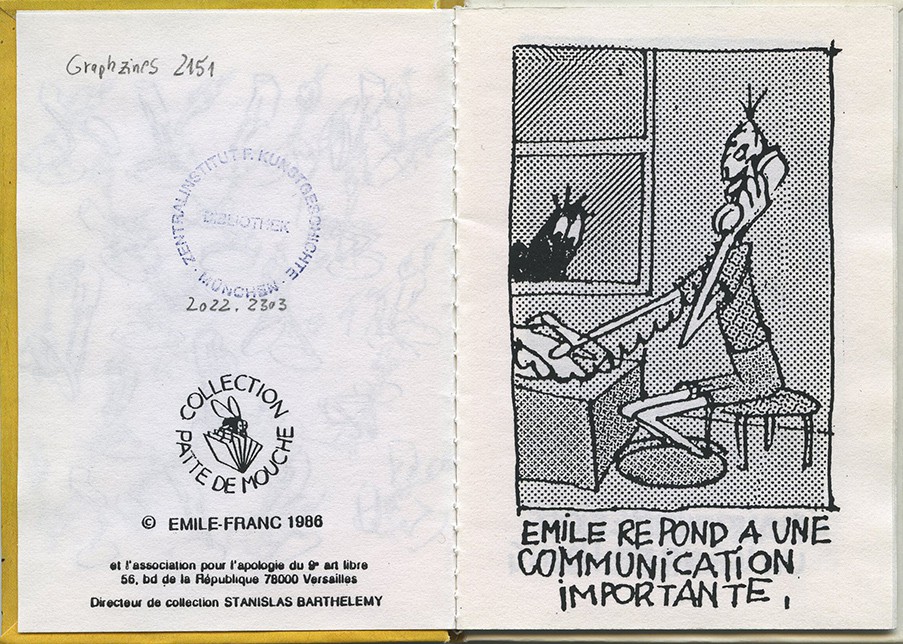 Graphzines 2151
ZENTRALINSTITUT F. KUNSTGESCHICHTE · MÜNCHEN ·
BIBLIOTHEK
2022. 2303
COLLECTION
PATTE DE MOUCHE
© EMILE-FRANC 1986
et l'association pour l'apologie du 9e art libre
56, bd de la République 78000 Versailles
Directeur de collection STANISLAS BARTHELEMY
EMILE REPOND A UNE
COMMUNICATION
IMPORTANTE,